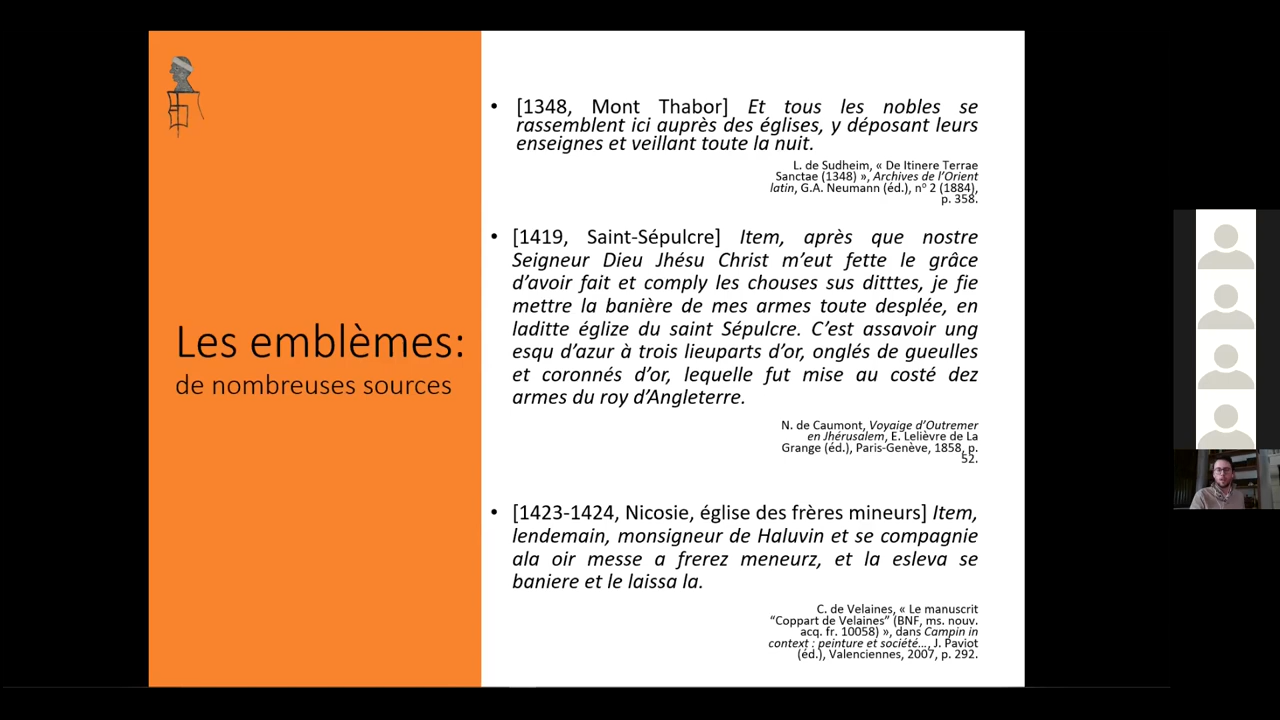 Les emblèmes:
de nombreuses sources
• [1348, Mont Thabor] Et tous les nobles se
rassemblent ici auprès des églises, y déposant leurs
enseignes et veillant toute la nuit.
L. de Sudheim, « De Itinere Terrae
Sanctae (1348) », Archives de l’Orient
latin, G.A. Neumann (éd.), nº 2 (1884),
p. 358.
• [1419, Saint-Sépulcre] Item, après que nostre
Seigneur Dieu Jhésu Christ m’eut fette le grâce
d’avoir fait et comply les chouses sus ditttes, je fie
mettre la banière de mes armes toute desplée, en
laditte églize du saint Sépulcre. C’est assavoir ung
esqu d’azur à trois lieuparts d’or, onglés de gueulles
et coronnés d’or, lequelle fut mise au costé dez
armes du roy d’Angleterre.
N. de Caumont, Voyaige d’Outremer
en Jhérusalem, E. Lelièvre de La
Grange (éd.), Paris-Genève, 1858, p.
52.
• [1423-1424, Nicosie, église des frères mineurs] Item,
lendemain, monsigneur de Haluvin et se compagnie
ala oir messe a frerez meneurz, et la esleva se
baniere et le laissa la.
C. de Velaines, « Le manuscrit
“Coppart de Velaines” (BNF, ms. nouv.
acq. fr. 10058) », dans Campin in
context : peinture et société…, J. Paviot
(éd.), Valenciennes, 2007, p. 292.